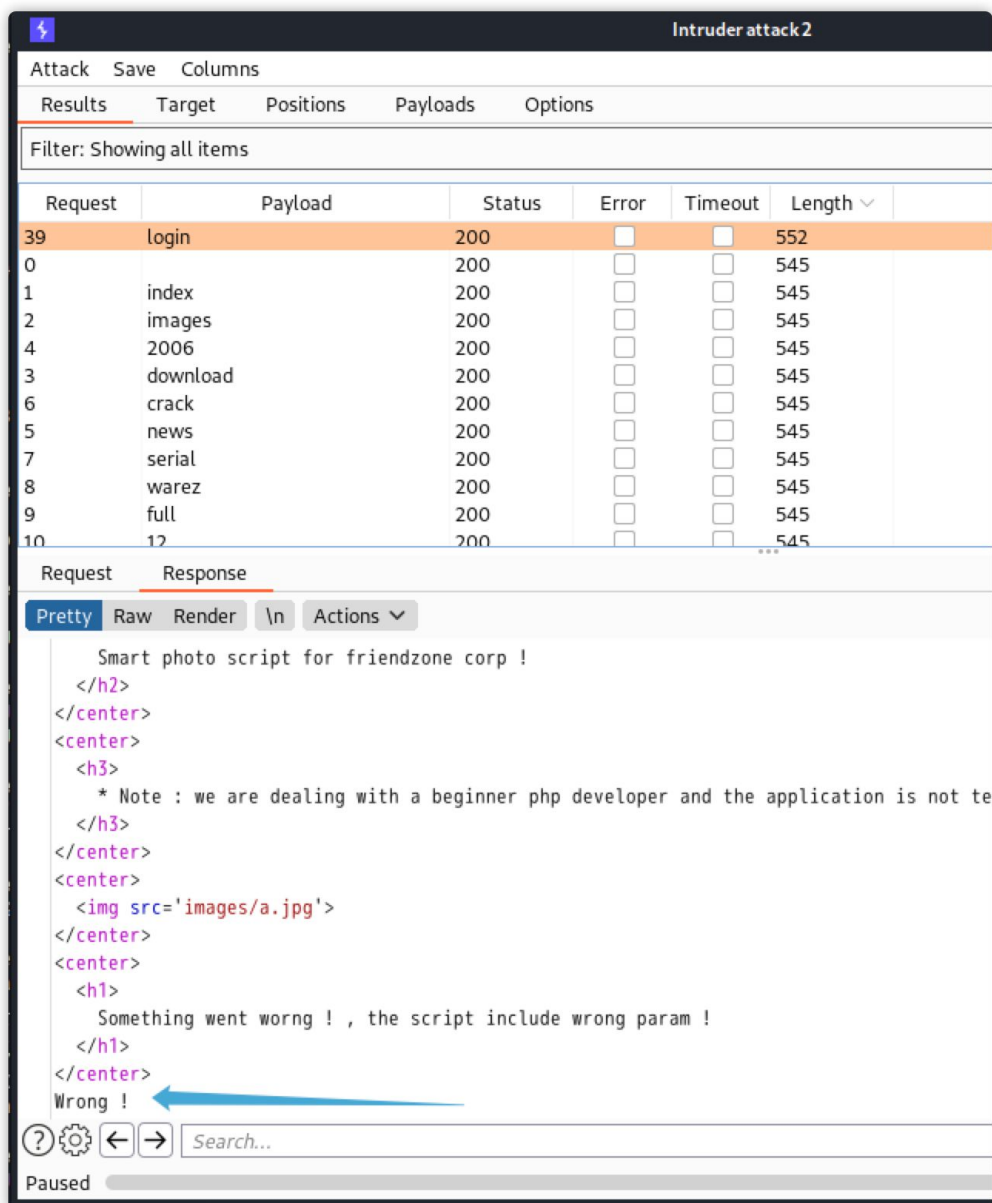 Intruder attack 2
Attack Save Columns
Results Target Positions Payloads Options
Filter: Showing all items
Request Payload Status Error Timeout Length
39 login 200 552
0 200 545
1 index 200 545
2 images 200 545
4 2006 200 545
3 download 200 545
6 crack 200 545
5 news 200 545
7 serial 200 545
8 warez 200 545
9 full 200 545
10 12 200 545
Request Response
Pretty Raw Render \n Actions
Smart photo script for friendzone corp !
</h2>
</center>
<center>
<h3>
* Note : we are dealing with a beginner php developer and the application is not te
</h3>
</center>
<center>
<img src='images/a.jpg'>
</center>
<center>
<h1>
Something went worng ! , the script include wrong param !
</h1>
</center>
Wrong !
Search...
Paused